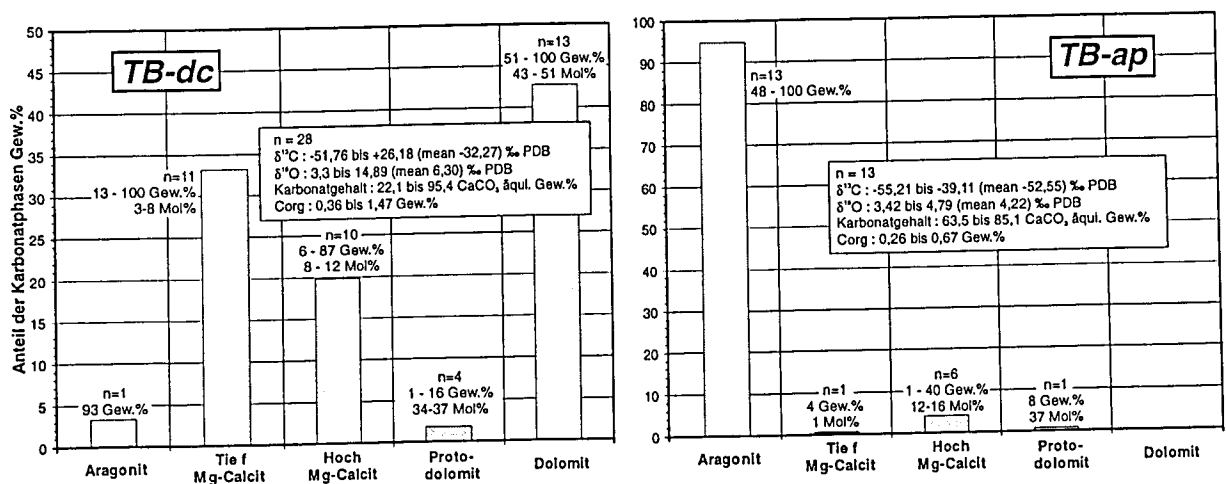 Anteil der Karbonatphasen Gew.%
50
45
40
35
30
25
20
15
10
5
0
TB-dc
n=13
51 - 100 Gew.%
43 - 51 Mol%
n = 28
δ¹³C : -51,76 bis +26,18 (mean -32,27) ‰ PDB
δ¹⁸O : 3,3 bis 14,89 (mean 6,30) ‰ PDB
Karbonatgehalt : 22,1 bis 95,4 CaCO₃ äqui. Gew.%
Corg : 0,36 bis 1,47 Gew.%
n=11
13 - 100 Gew.%
3-8 Mol%
n=10
6 - 87 Gew.%
8 - 12 Mol%
n=1
93 Gew.%
n=4
1 - 16 Gew.%
34-37 Mol%
Aragonit
Tief
Mg-Calcit
Hoch
Mg-Calcit
Proto-
dolomit
Dolomit
100
90
80
70
60
50
40
30
20
10
0
TB-ap
n=13
48 - 100 Gew.%
n = 13
δ¹³C : -55,21 bis -39,11 (mean -52,55) ‰ PDB
δ¹⁸O : 3,42 bis 4,79 (mean 4,22) ‰ PDB
Karbonatgehalt : 63,5 bis 85,1 CaCO₃ äqui. Gew.%
Corg : 0,26 bis 0,67 Gew.%
n=1
4 Gew.%
1 Mol%
n=6
1 - 40 Gew.%
12-16 Mol%
n=1
8 Gew.%
37 Mol%
Aragonit
Tief
Mg-Calcit
Hoch
Mg-Calcit
Proto-
dolomit
Dolomit